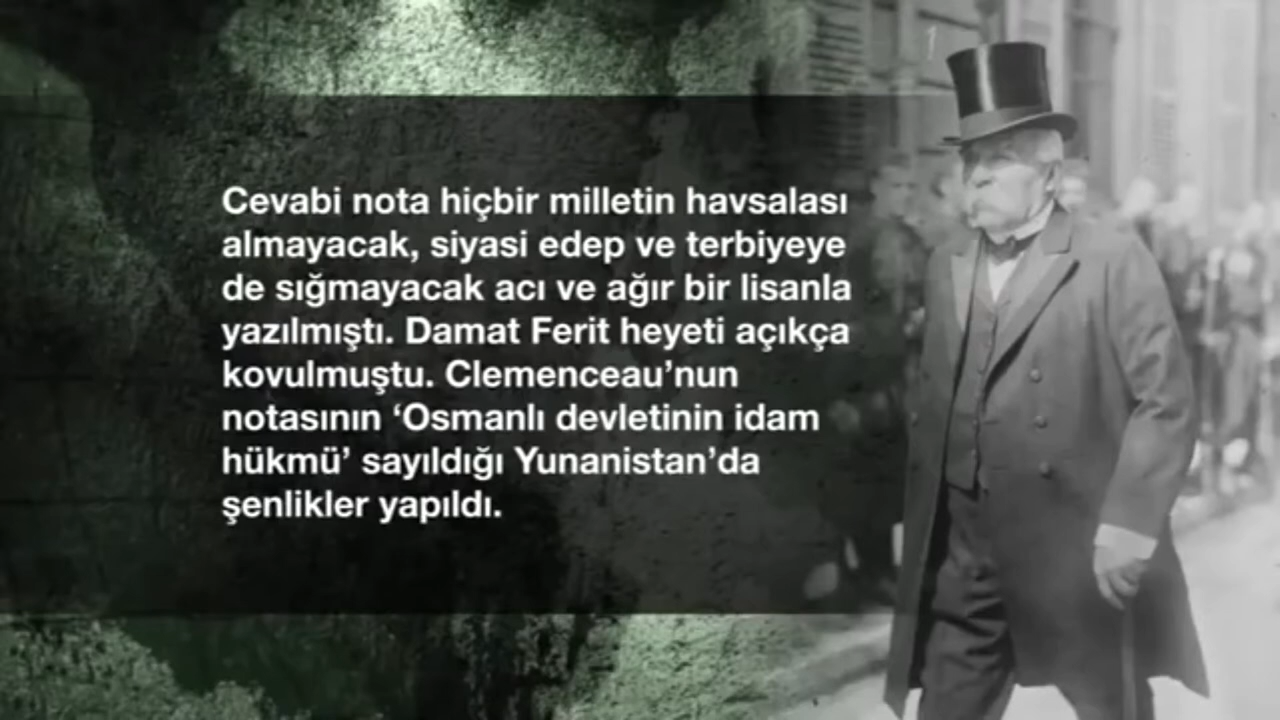 Cevabi nota hiçbir milletin havsalası
almayacak, siyasi edep ve terbiyeye
de sığmayacak acı ve ağır bir lisanla
yazılmıştı. Damat Ferit heyeti açıkça
kovulmuştu. Clemenceau’nun
notasının ‘Osmanlı devletinin idam
hükmü’ sayıldığı Yunanistan’da
şenlikler yapıldı.